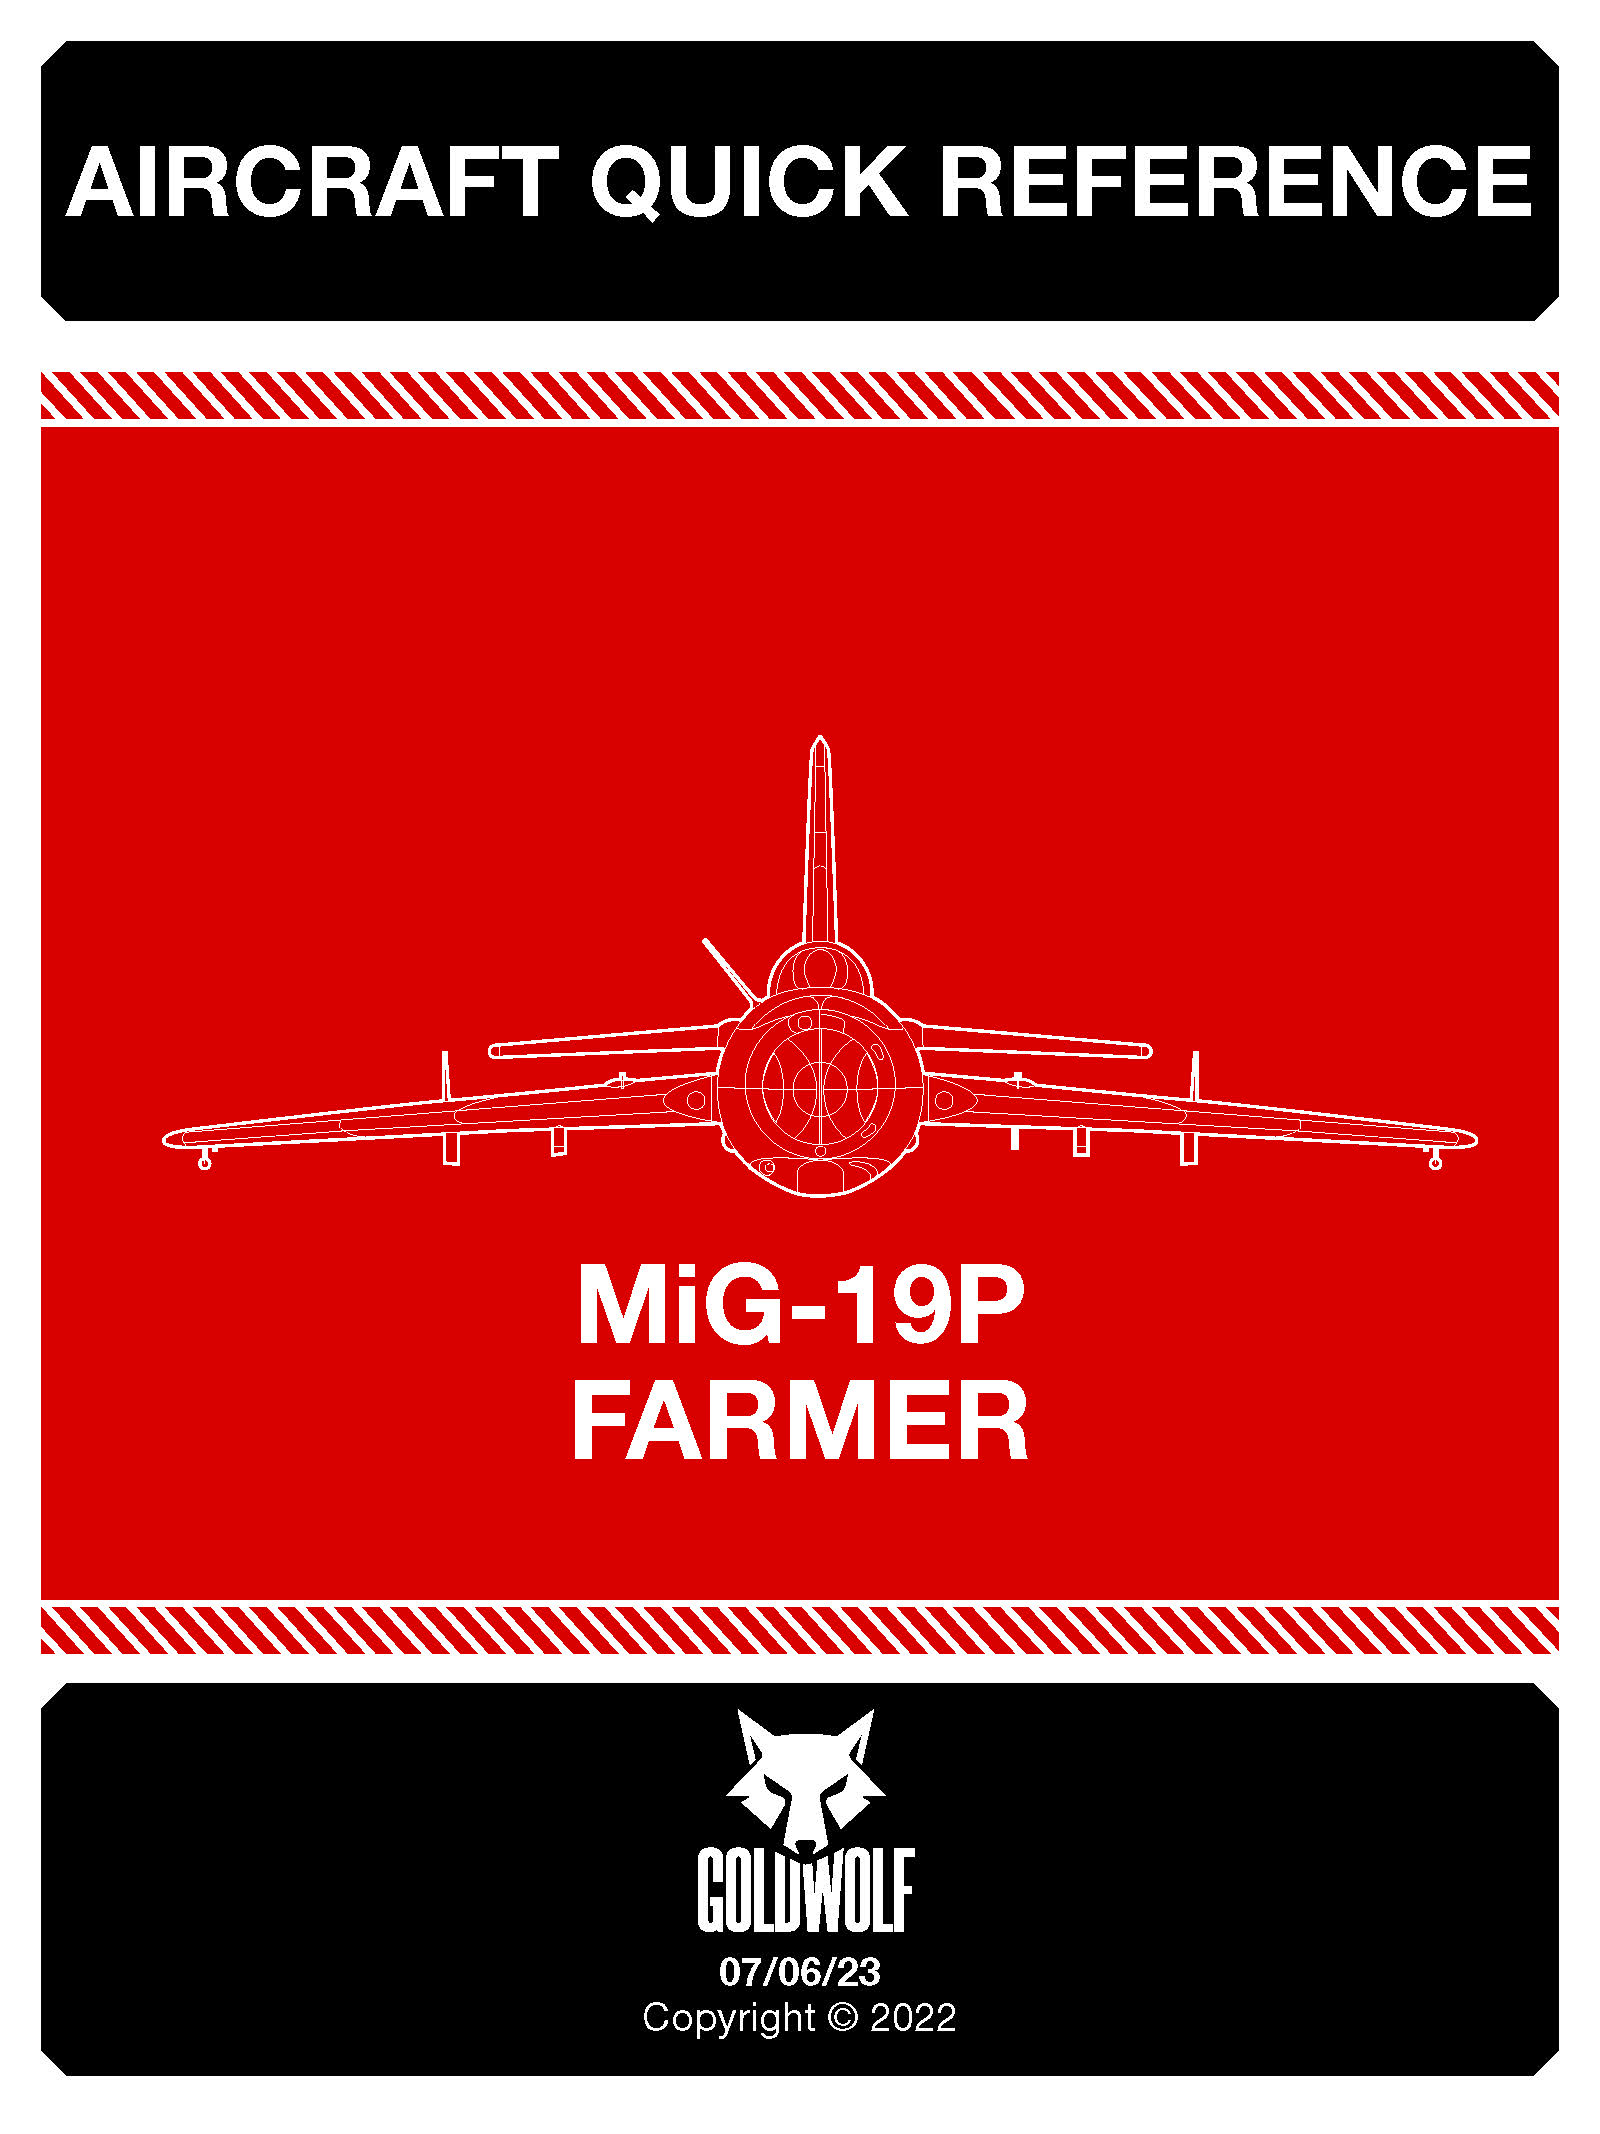 AIRCRAFT QUICK REFERENCE
MiG-19P
FARMER
GOLDWOLF
07/06/23
Copyright © 2022